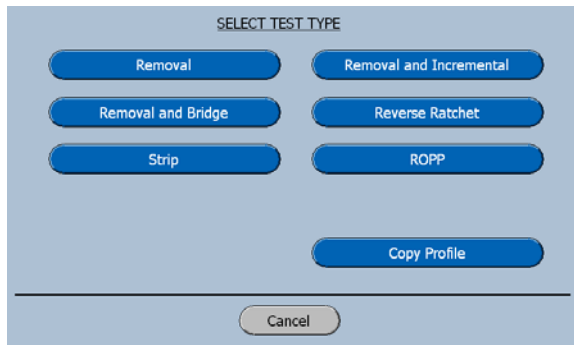 SELECT TEST TYPE
Removal
Removal and Incremental
Removal and Bridge
Reverse Ratchet
Strip
ROPP
Copy Profile
Cancel